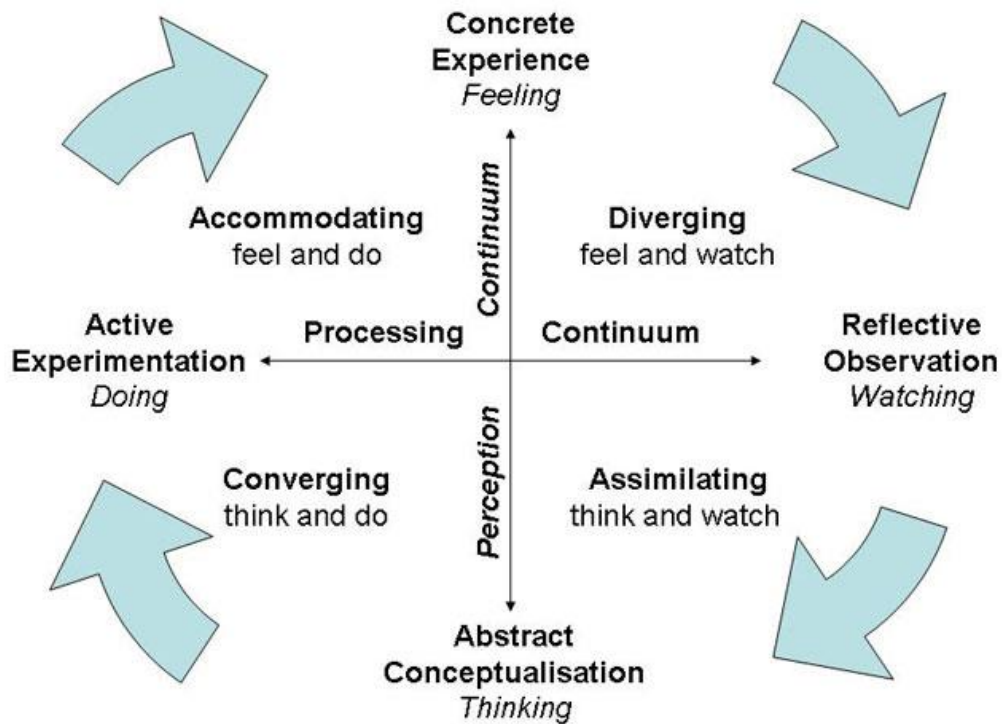 Concrete
Experience
Feeling
Accommodating
feel and do
Continuum
Diverging
feel and watch
Active
Experimentation
Doing
Processing
Continuum
Reflective
Observation
Watching
Converging
think and do
Perception
Assimilating
think and watch
Abstract
Conceptualisation
Thinking